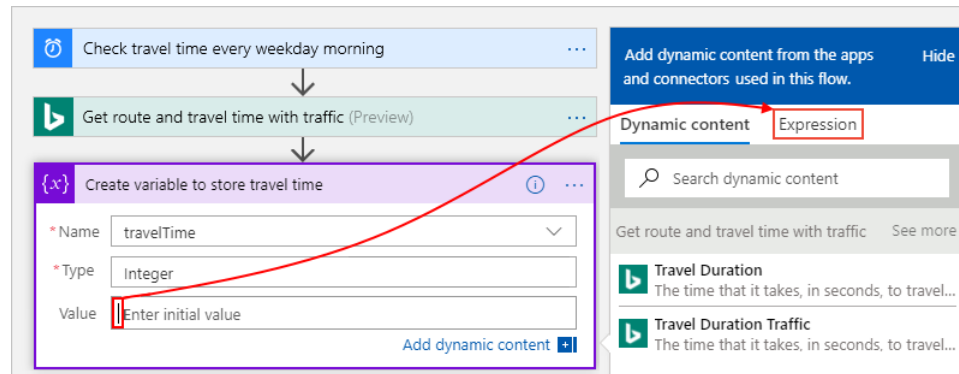 Check travel time every weekday morning
Get route and travel time with traffic (Preview)
{x} Create variable to store travel time
* Name travelTime
* Type Integer
Value Enter initial value
Add dynamic content
Add dynamic content from the apps
and connectors used in this flow.
Hide
Dynamic content Expression
Search dynamic content
Get route and travel time with traffic See more
Travel Duration
The time that it takes, in seconds, to travel...
Travel Duration Traffic
The time that it takes, in seconds, to travel...